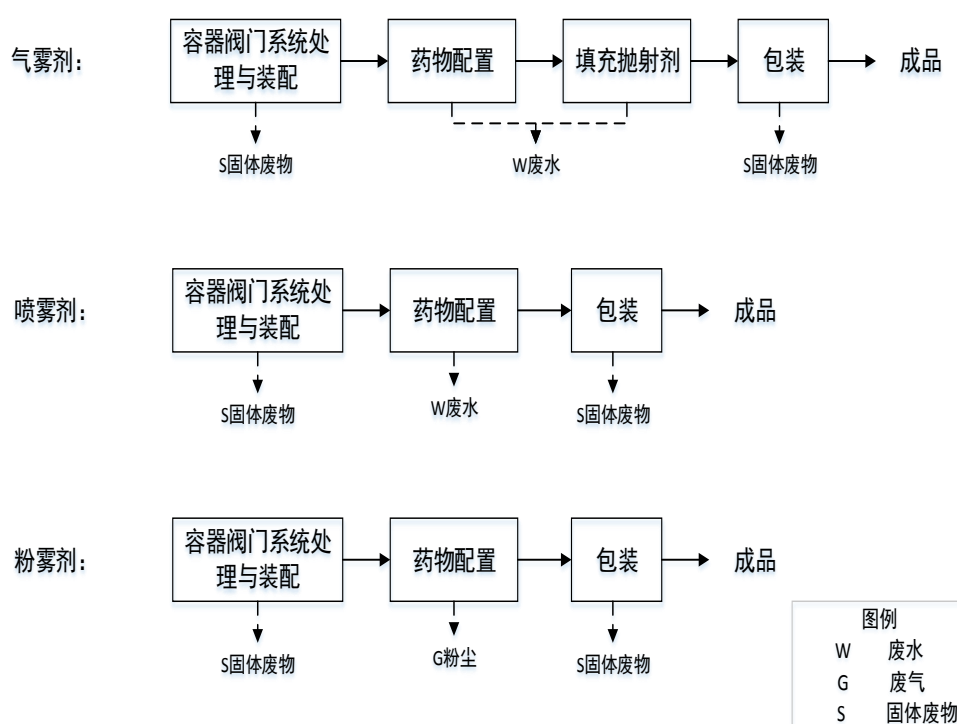 气雾剂：
容器阀门系统处
理与装配
药物配置
填充抛射剂
包装
成品
S固体废物
W废水
S固体废物
喷雾剂：
容器阀门系统处
理与装配
药物配置
包装
成品
S固体废物
W废水
S固体废物
粉雾剂：
容器阀门系统处
理与装配
药物配置
包装
成品
S固体废物
G粉尘
S固体废物
图例
W 废水
G 废气
S 固体废物